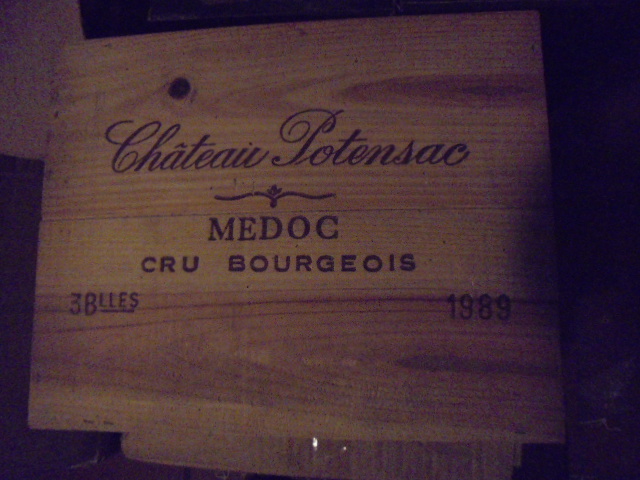 Château Potensac
MEDOC
CRU BOURGEOIS
3BLLES 1989